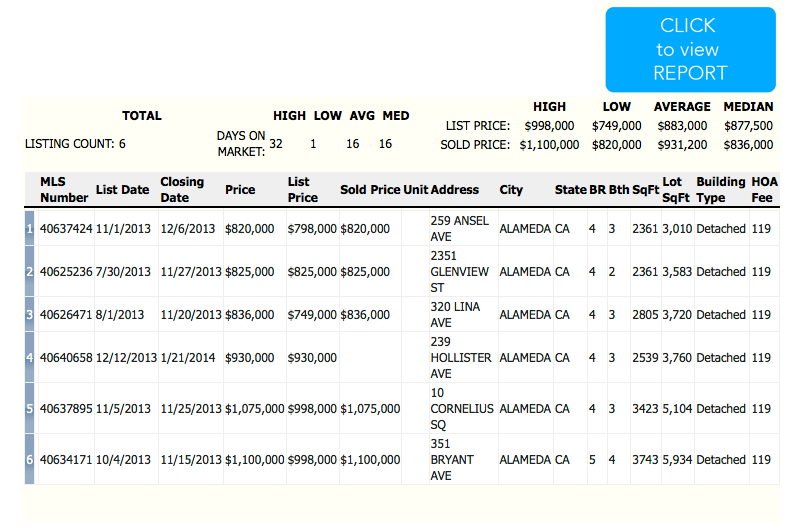 CLICK
to view
REPORT
TOTAL HIGH LOW AVG MED HIGH LOW AVERAGE MEDIAN
LISTING COUNT: 6 DAYS ON MARKET: 32 1 16 16 LIST PRICE: $998,000 $749,000 $883,000 $877,500
SOLD PRICE: $1,100,000 $820,000 $931,200 $836,000
MLS Number List Date Closing Date Price List Price Sold Price Unit Address City State BR Bth SqFt Lot SqFt Building Type HOA Fee
1 40637424 11/1/2013 12/6/2013 $820,000 $798,000 $820,000 259 ANSEL AVE ALAMEDA CA 4 3 2361 3,010 Detached 119
2 40625236 7/30/2013 11/27/2013 $825,000 $825,000 $825,000 2351 GLENVIEW ST ALAMEDA CA 4 2 2361 3,583 Detached 119
3 40626471 8/1/2013 11/20/2013 $836,000 $749,000 $836,000 320 LINA AVE ALAMEDA CA 4 3 2805 3,720 Detached 119
4 40640658 12/12/2013 1/21/2014 $930,000 $930,000 239 HOLLISTER AVE ALAMEDA CA 4 3 2539 3,760 Detached 119
5 40637895 11/5/2013 11/25/2013 $1,075,000 $998,000 $1,075,000 10 CORNELIUS SQ ALAMEDA CA 4 3 3423 5,104 Detached 119
6 40634171 10/4/2013 11/15/2013 $1,100,000 $998,000 $1,100,000 351 BRYANT AVE ALAMEDA CA 5 4 3743 5,934 Detached 119